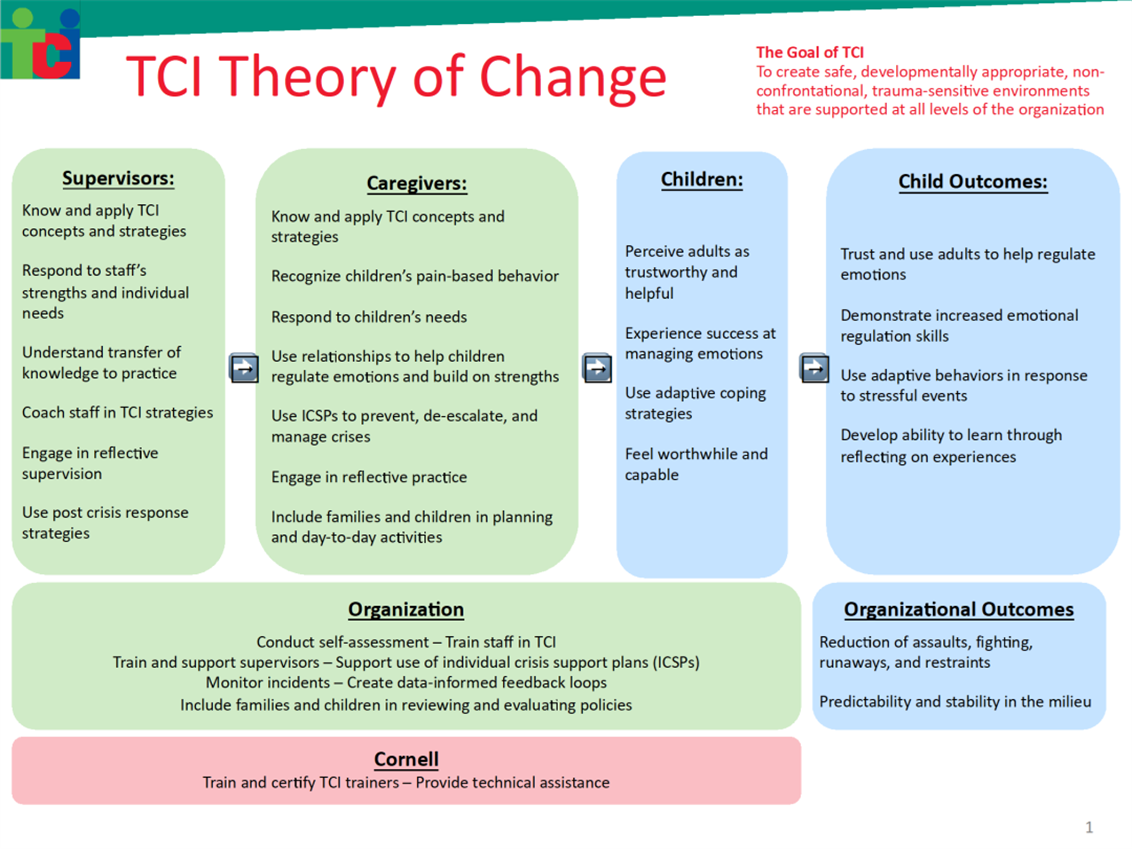 TCI
TCI Theory of Change
The Goal of TCI
To create safe, developmentally appropriate, non-
confrontational, trauma-sensitive environments
that are supported at all levels of the organization
Supervisors:
Know and apply TCI
concepts and strategies
Respond to staff's
strengths and individual
needs
Understand transfer of
knowledge to practice
Coach staff in TCI strategies
Engage in reflective
supervision
Use post crisis response
strategies
Caregivers:
Know and apply TCI concepts and
strategies
Recognize children's pain-based behavior
Respond to children's needs
Use relationships to help children
regulate emotions and build on strengths
Use ICSPs to prevent, de-escalate, and
manage crises
Engage in reflective practice
Include families and children in planning
and day-to-day activities
Children:
Perceive adults as
trustworthy and
helpful
Experience success at
managing emotions
Use adaptive coping
strategies
Feel worthwhile and
capable
Child Outcomes:
Trust and use adults to help regulate
emotions
Demonstrate increased emotional
regulation skills
Use adaptive behaviors in response
to stressful events
Develop ability to learn through
reflecting on experiences
Organization
Conduct self-assessment – Train staff in TCI
Train and support supervisors – Support use of individual crisis support plans (ICSPs)
Monitor incidents – Create data-informed feedback loops
Include families and children in reviewing and evaluating policies
Organizational Outcomes
Reduction of assaults, fighting,
runaways, and restraints
Predictability and stability in the milieu
Cornell
Train and certify TCI trainers – Provide technical assistance
1